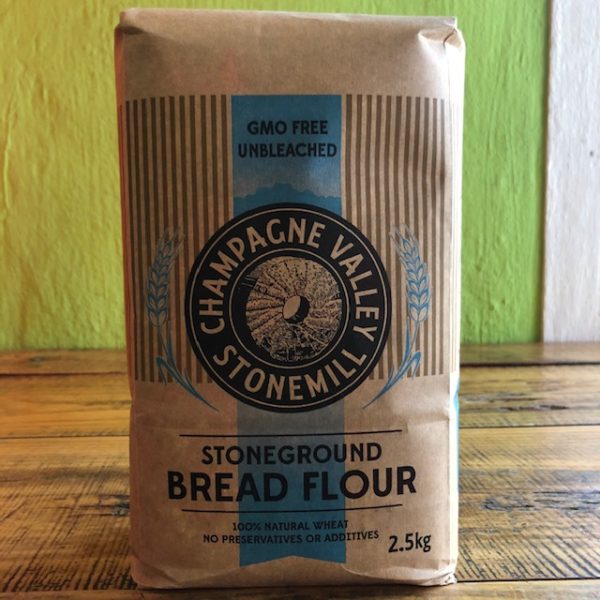 GMO FREE
UNBLEACHED
CHAMPAGNE VALLEY
STONEMILL
STONEGROUND
BREAD FLOUR
100% NATURAL WHEAT
NO PRESERVATIVES OR ADDITIVES
2.5kg